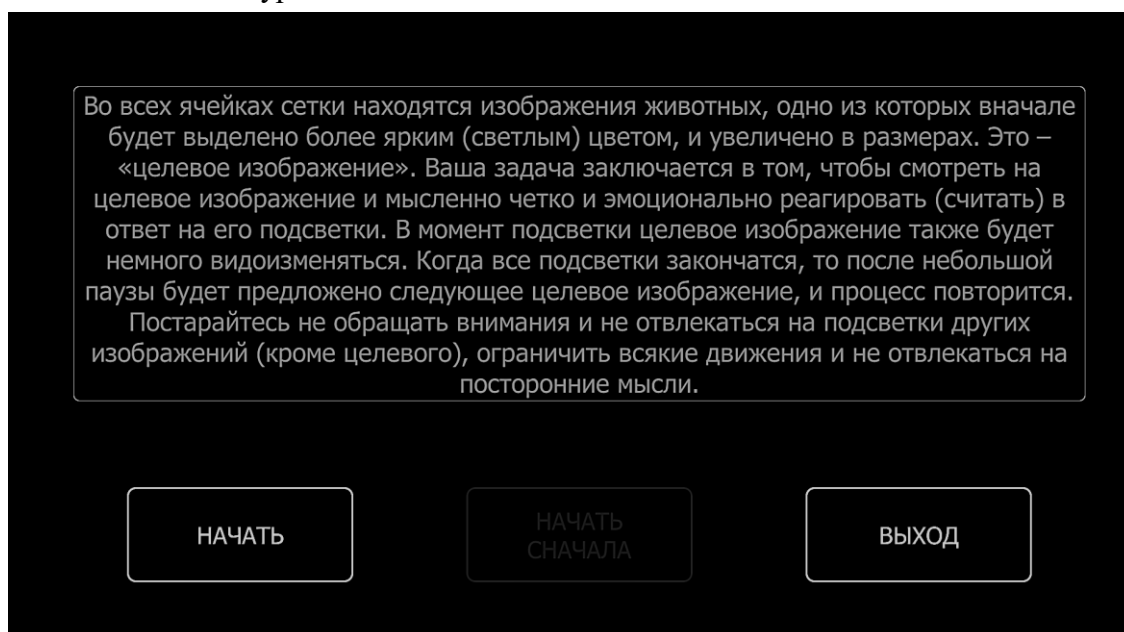 Во всех ячейках сетки находятся изображения животных, одно из которых вначале
будет выделено более ярким (светлым) цветом, и увеличено в размерах. Это –
«целевое изображение». Ваша задача заключается в том, чтобы смотреть на
целевое изображение и мысленно четко и эмоционально реагировать (считать) в
ответ на его подсветки. В момент подсветки целевое изображение также будет
немного видоизменяться. Когда все подсветки закончатся, то после небольшой
паузы будет предложено следующее целевое изображение, и процесс повторится.
Постарайтесь не обращать внимания и не отвлекаться на подсветки других
изображений (кроме целевого), ограничить всякие движения и не отвлекаться на
посторонние мысли.
НАЧАТЬ
НАЧАТЬ
СНАЧАЛА
ВЫХОД